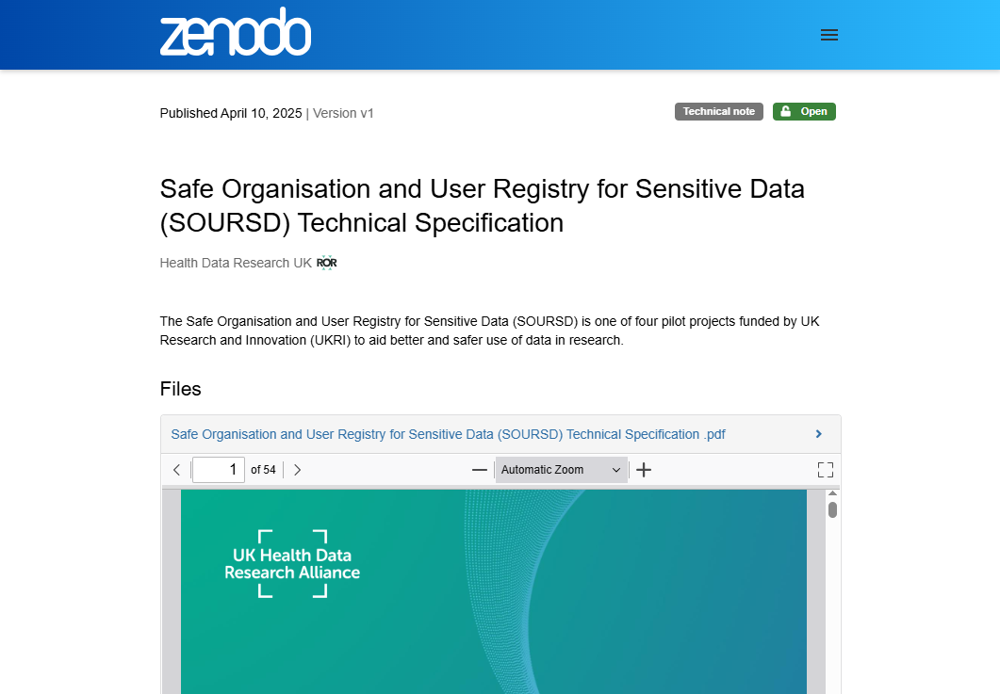 zenodo
Published April 10, 2025 | Version v1
Technical note
Open
Safe Organisation and User Registry for Sensitive Data
(SOURSD) Technical Specification
Health Data Research UK ROR
The Safe Organisation and User Registry for Sensitive Data (SOURSD) is one of four pilot projects funded by UK
Research and Innovation (UKRI) to aid better and safer use of data in research.
Files
Safe Organisation and User Registry for Sensitive Data (SOURSD) Technical Specification .pdf
1 of 54
Automatic Zoom
UK Health Data
Research Alliance